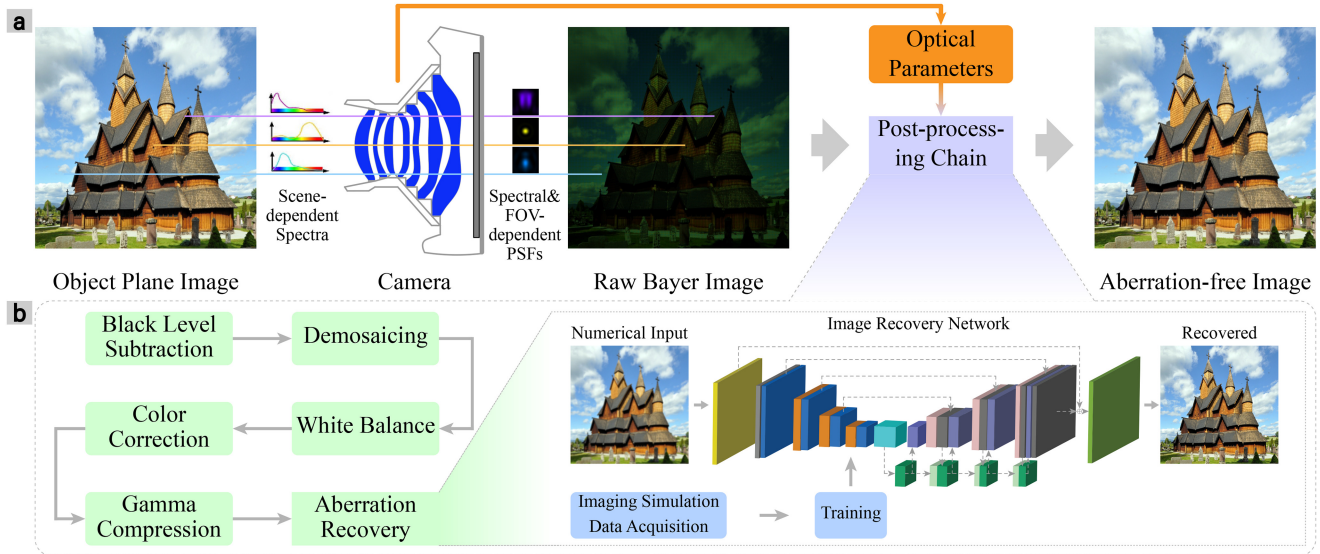 a
Optical
Parameters
Post-process-
ing Chain
Scene-
dependent
Spectra
Spectral&
FOV-
dependent
PSFs
Object Plane Image
Camera
Raw Bayer Image
Aberration-free Image
b
Black Level
Subtraction
Demosaicing
Color
Correction
White Balance
Gamma
Compression
Aberration
Recovery
Numerical Input
Image Recovery Network
Recovered
Imaging Simulation
Data Acquisition
Training